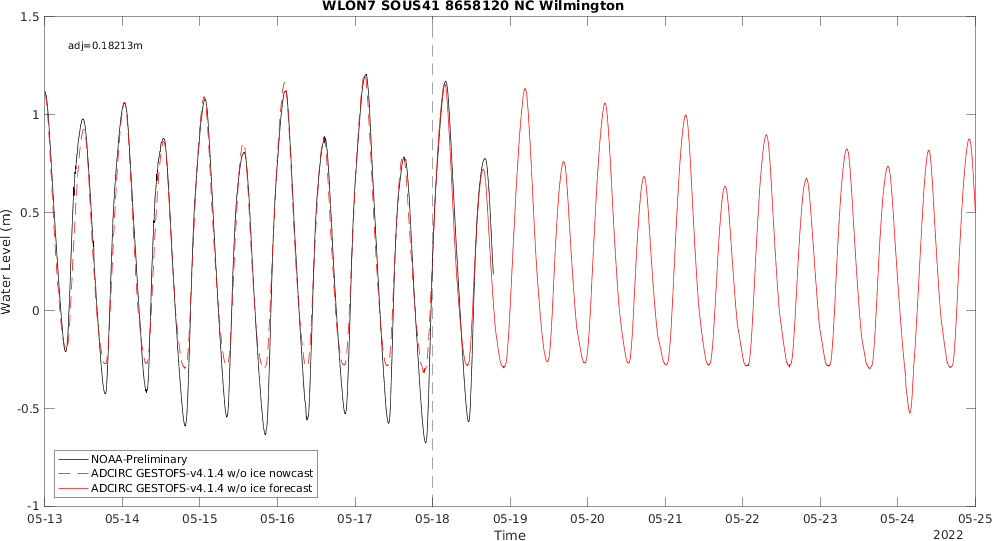 WLON7 SOUS41 8658120 NC Wilmington
adj=0.18213m
1.5
1
0.5
0
-0.5
-1
Water Level (m)
NOAA-Preliminary
ADCIRC GESTOFS-v4.1.4 w/o ice nowcast
ADCIRC GESTOFS-v4.1.4 w/o ice forecast
05-13 05-14 05-15 05-16 05-17 05-18 05-19 05-20 05-21 05-22 05-23 05-24 05-25
Time
2022